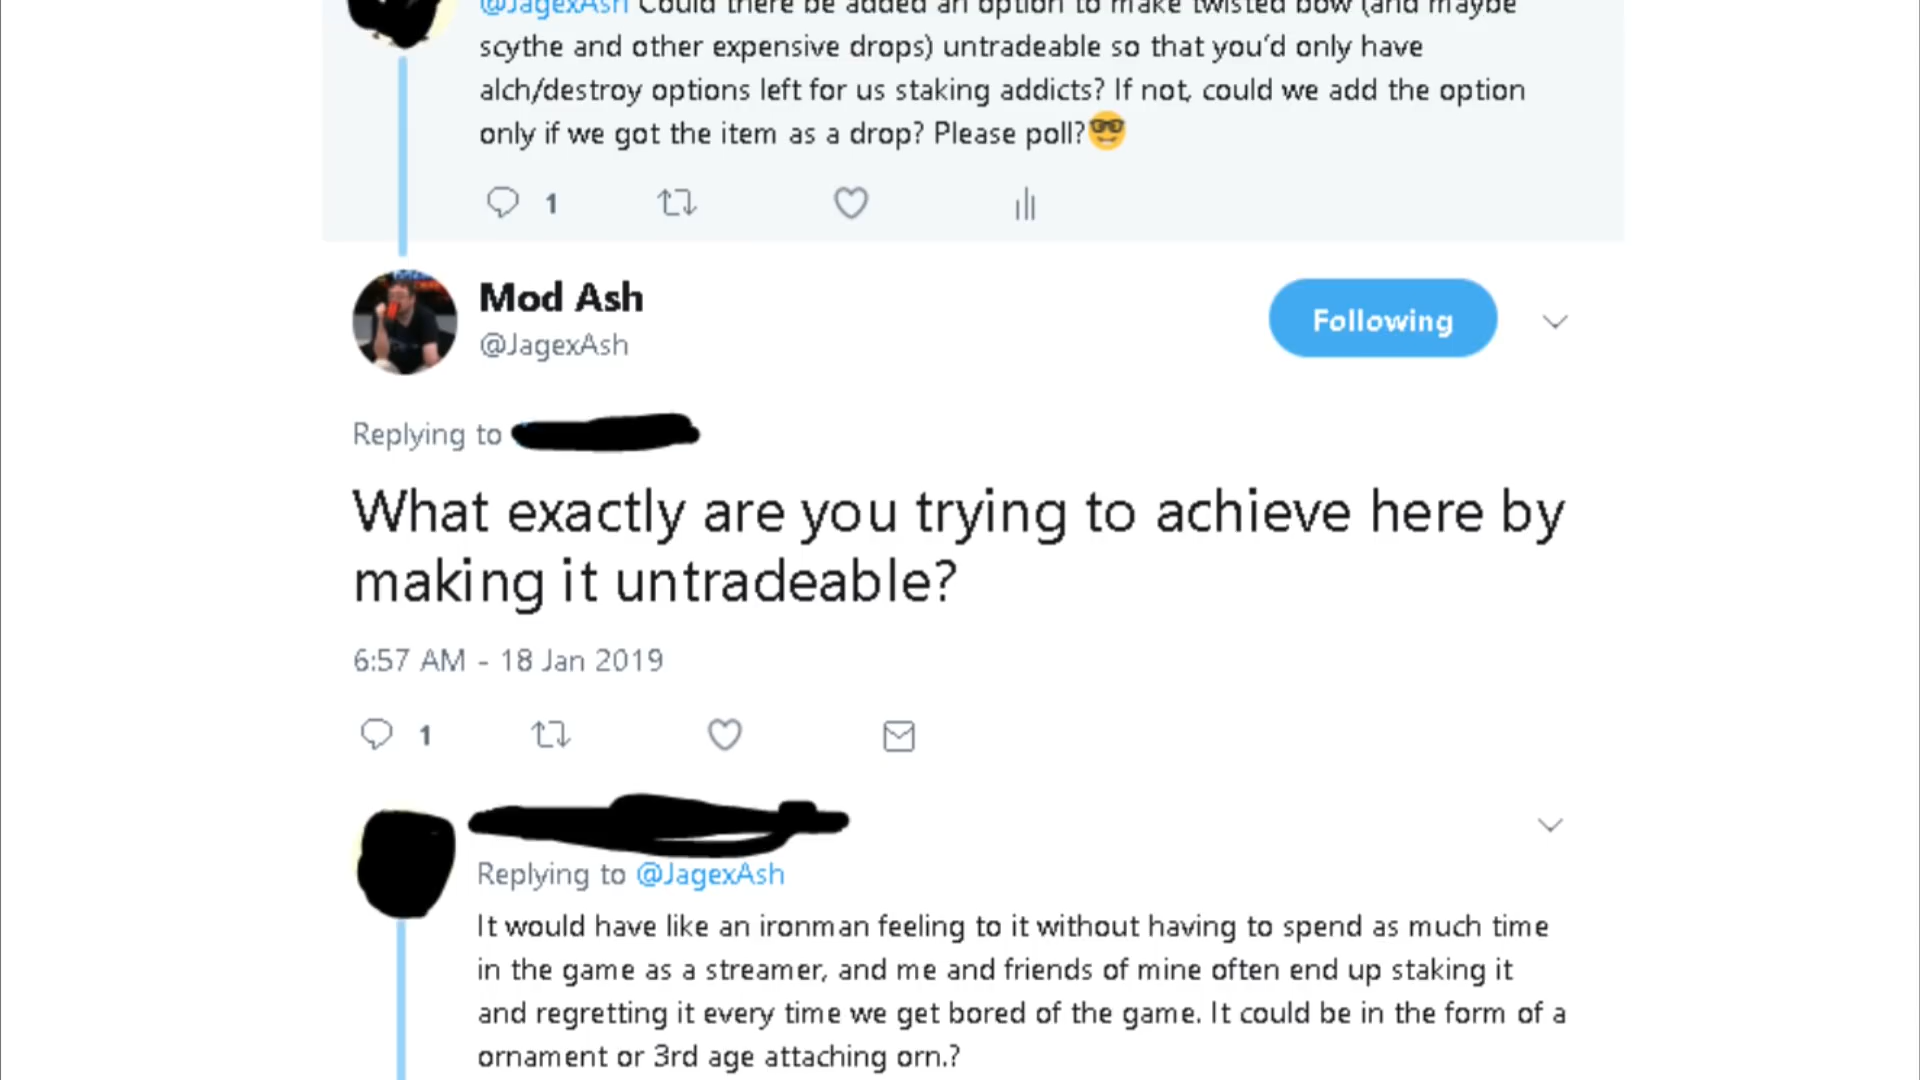 @JagexAsh Could there be added an option to make twisted bow (and maybe
scythe and other expensive drops) untradeable so that you'd only have
alch/destroy options left for us staking addicts? If not, could we add the option
only if we got the item as a drop? Please poll?🤓
1
Mod Ash
@JagexAsh
Following
Replying to
What exactly are you trying to achieve here by
making it untradeable?
6:57 AM - 18 Jan 2019
1
Replying to @JagexAsh
It would have like an ironman feeling to it without having to spend as much time
in the game as a streamer, and me and friends of mine often end up staking it
and regretting it every time we get bored of the game. It could be in the form of a
ornament or 3rd age attaching orn.?